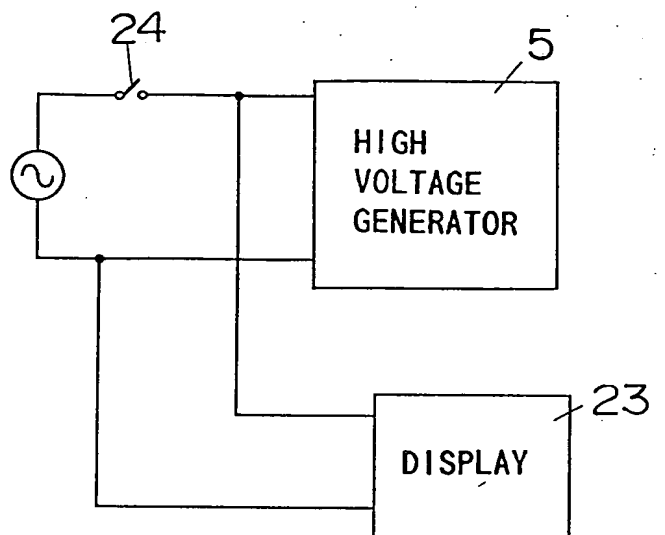 24
5
HIGH
VOLTAGE
GENERATOR
23
DISPLAY